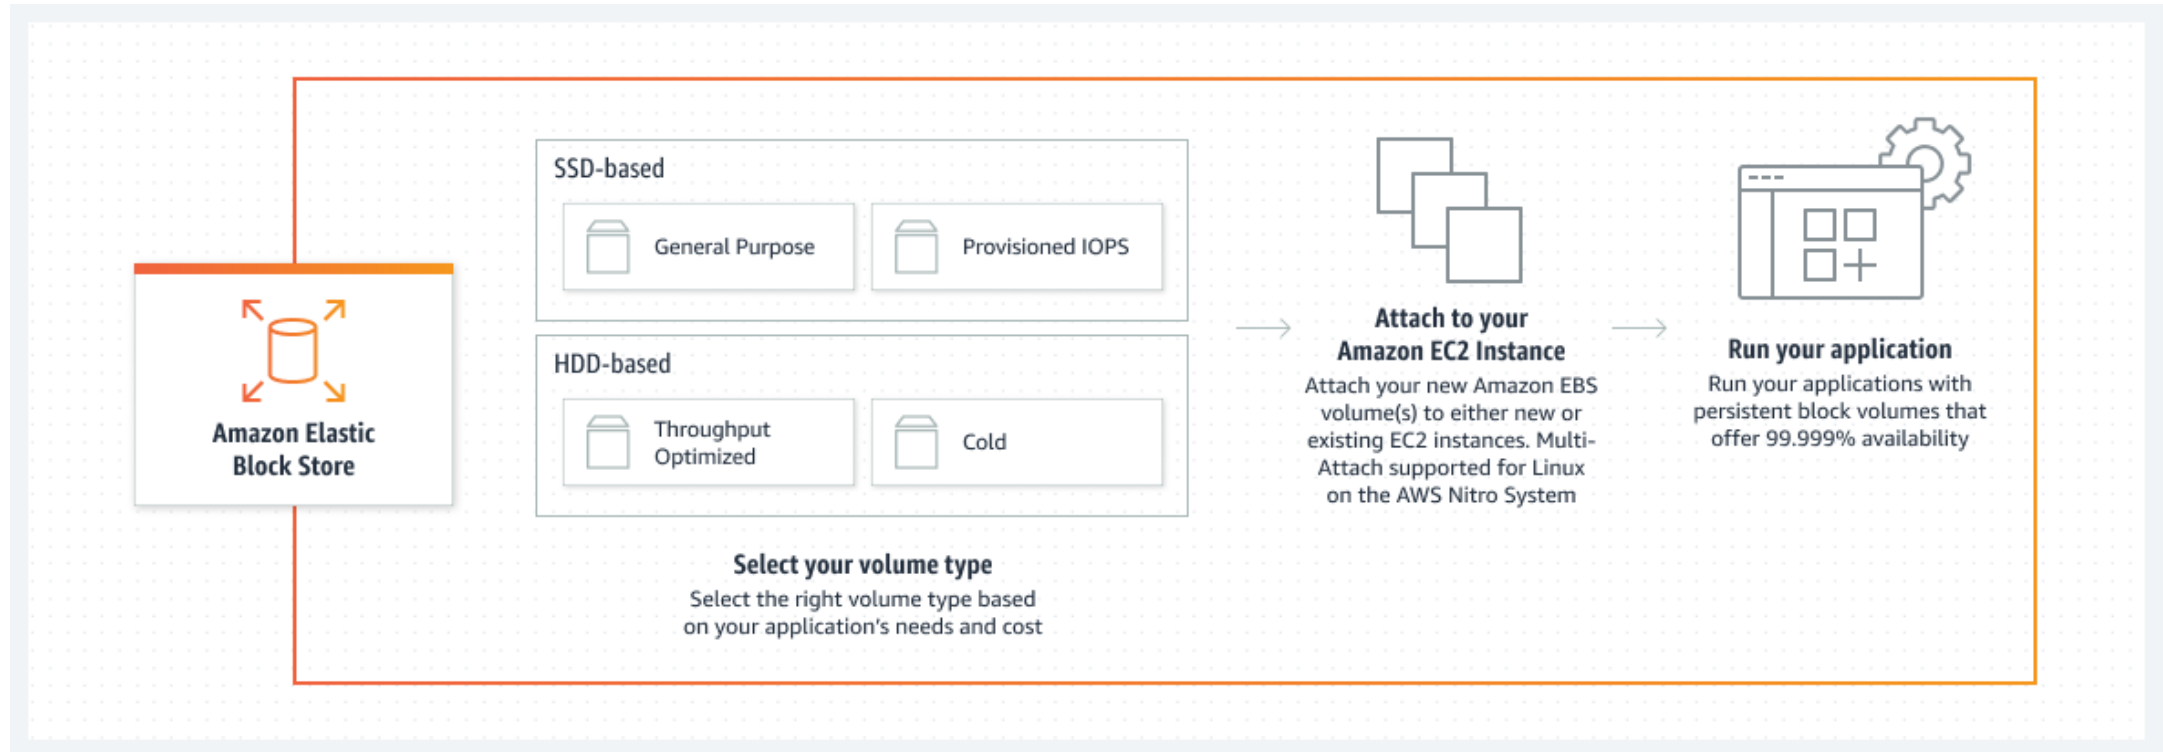 Amazon Elastic
Block Store
SSD-based
General Purpose
Provisioned IOPS
HDD-based
Throughput
Optimized
Cold
Select your volume type
Select the right volume type based
on your application's needs and cost
Attach to your
Amazon EC2 Instance
Attach your new Amazon EBS
volume(s) to either new or
existing EC2 instances. Multi-
Attach supported for Linux
on the AWS Nitro System
Run your application
Run your applications with
persistent block volumes that
offer 99.999% availability